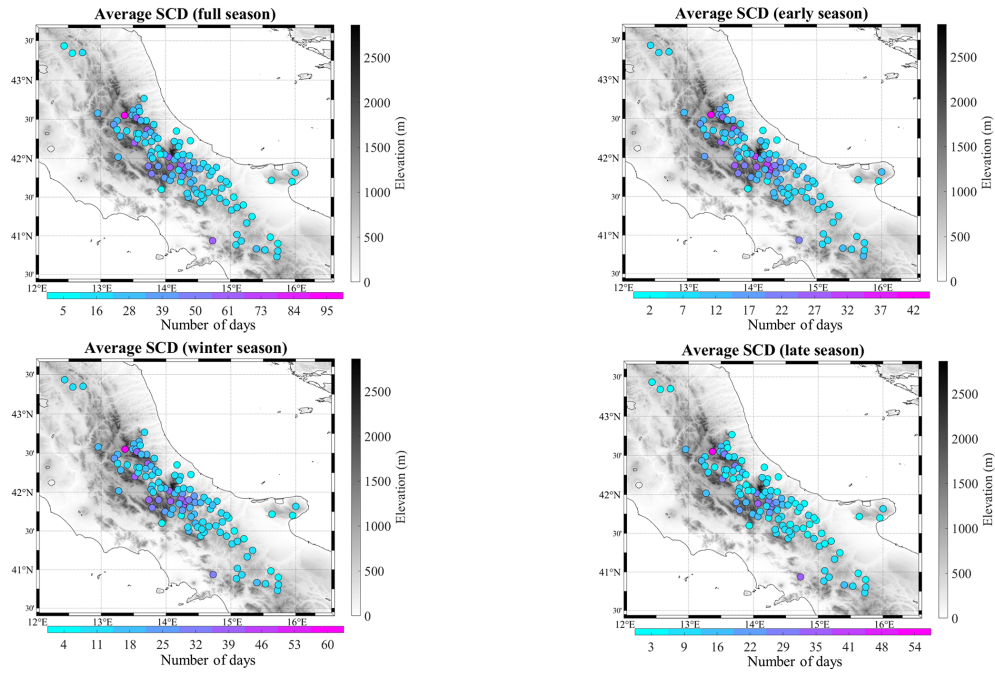 Average SCD (full season)
30'
43°N
30'
42°N
30'
41°N
30'
12°E
13°E
14°E
15°E
16°E
2500
2000
1500
1000
500
0
Elevation (m)
5 16 28 39 50 61 73 84 95
Number of days
Average SCD (early season)
30'
43°N
30'
42°N
30'
41°N
30'
12°E
13°E
14°E
15°E
16°E
2500
2000
1500
1000
500
0
Elevation (m)
2 7 12 17 22 27 32 37 42
Number of days
Average SCD (winter season)
30'
43°N
30'
42°N
30'
41°N
30'
12°E
13°E
14°E
15°E
16°E
2500
2000
1500
1000
500
0
Elevation (m)
4 11 18 25 32 39 46 53 60
Number of days
Average SCD (late season)
30'
43°N
30'
42°N
30'
41°N
30'
12°E
13°E
14°E
15°E
16°E
2500
2000
1500
1000
500
0
Elevation (m)
3 9 16 22 29 35 41 48 54
Number of days